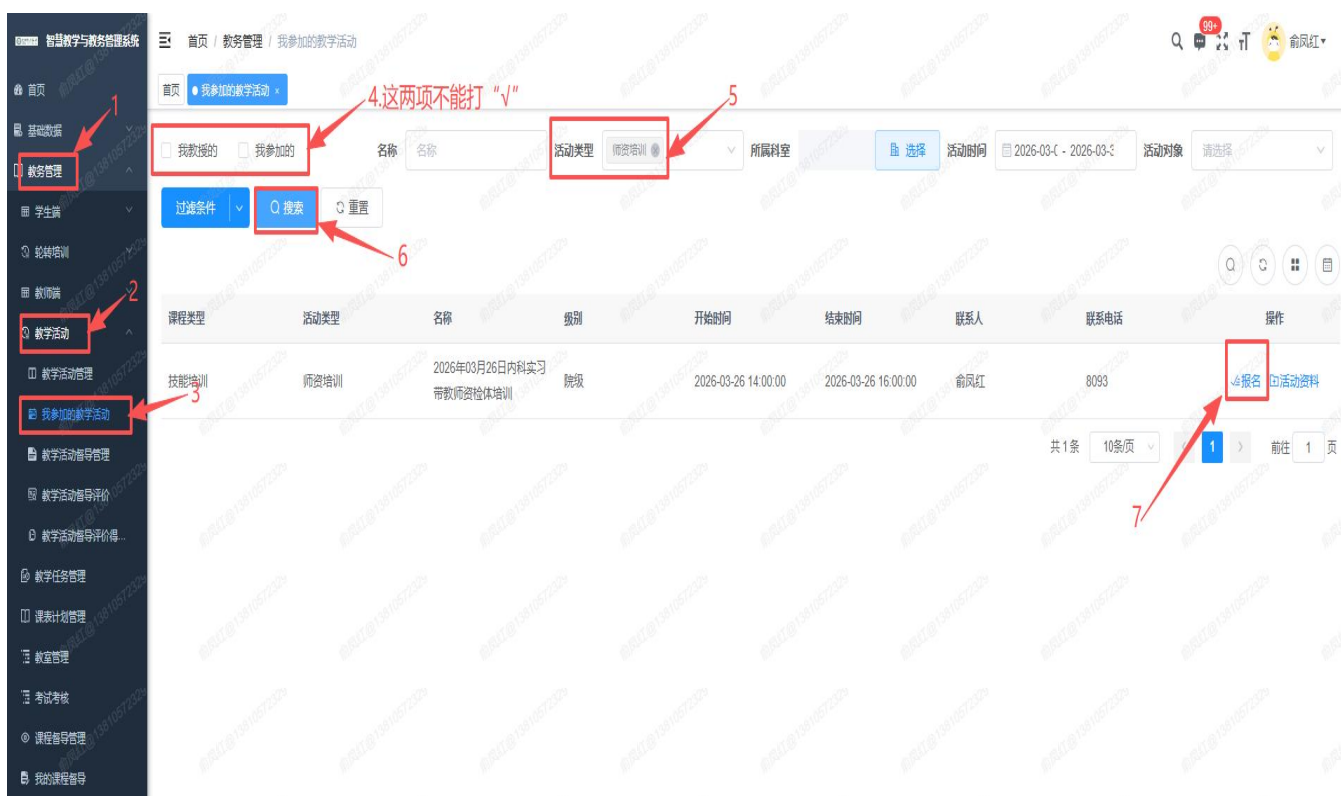 智慧教学与教务管理系统
首页 / 教务管理 / 我参加的教学活动
99+
俞凤红
首页
基础数据
教务管理
学生端
轮转培训
教师端
教学活动
教学活动管理
我参加的教学活动
教学活动督导管理
教学活动督导评价
教学活动督导评价得...
教学任务管理
课表计划管理
教室管理
考试考核
课程督导管理
我的课程督导
1
2
3
首页 我参加的教学活动 ×
4.这两项不能打“√”
5
我教授的 我参加的 名称 名称 活动类型 师资培训 所属科室 选择 活动时间 2026-03-( - 2026-03-3 活动对象 请选择
过滤条件 搜索 重置
6
课程类型 活动类型 名称 级别 开始时间 结束时间 联系人 联系电话 操作
技能培训 师资培训 2026年03月26日内科实习 院级 2026-03-26 14:00:00 2026-03-26 16:00:00 俞凤红 8093 报名 活动资料
带教师资检体培训
共1条 10条/页 1 前往 1 页
7